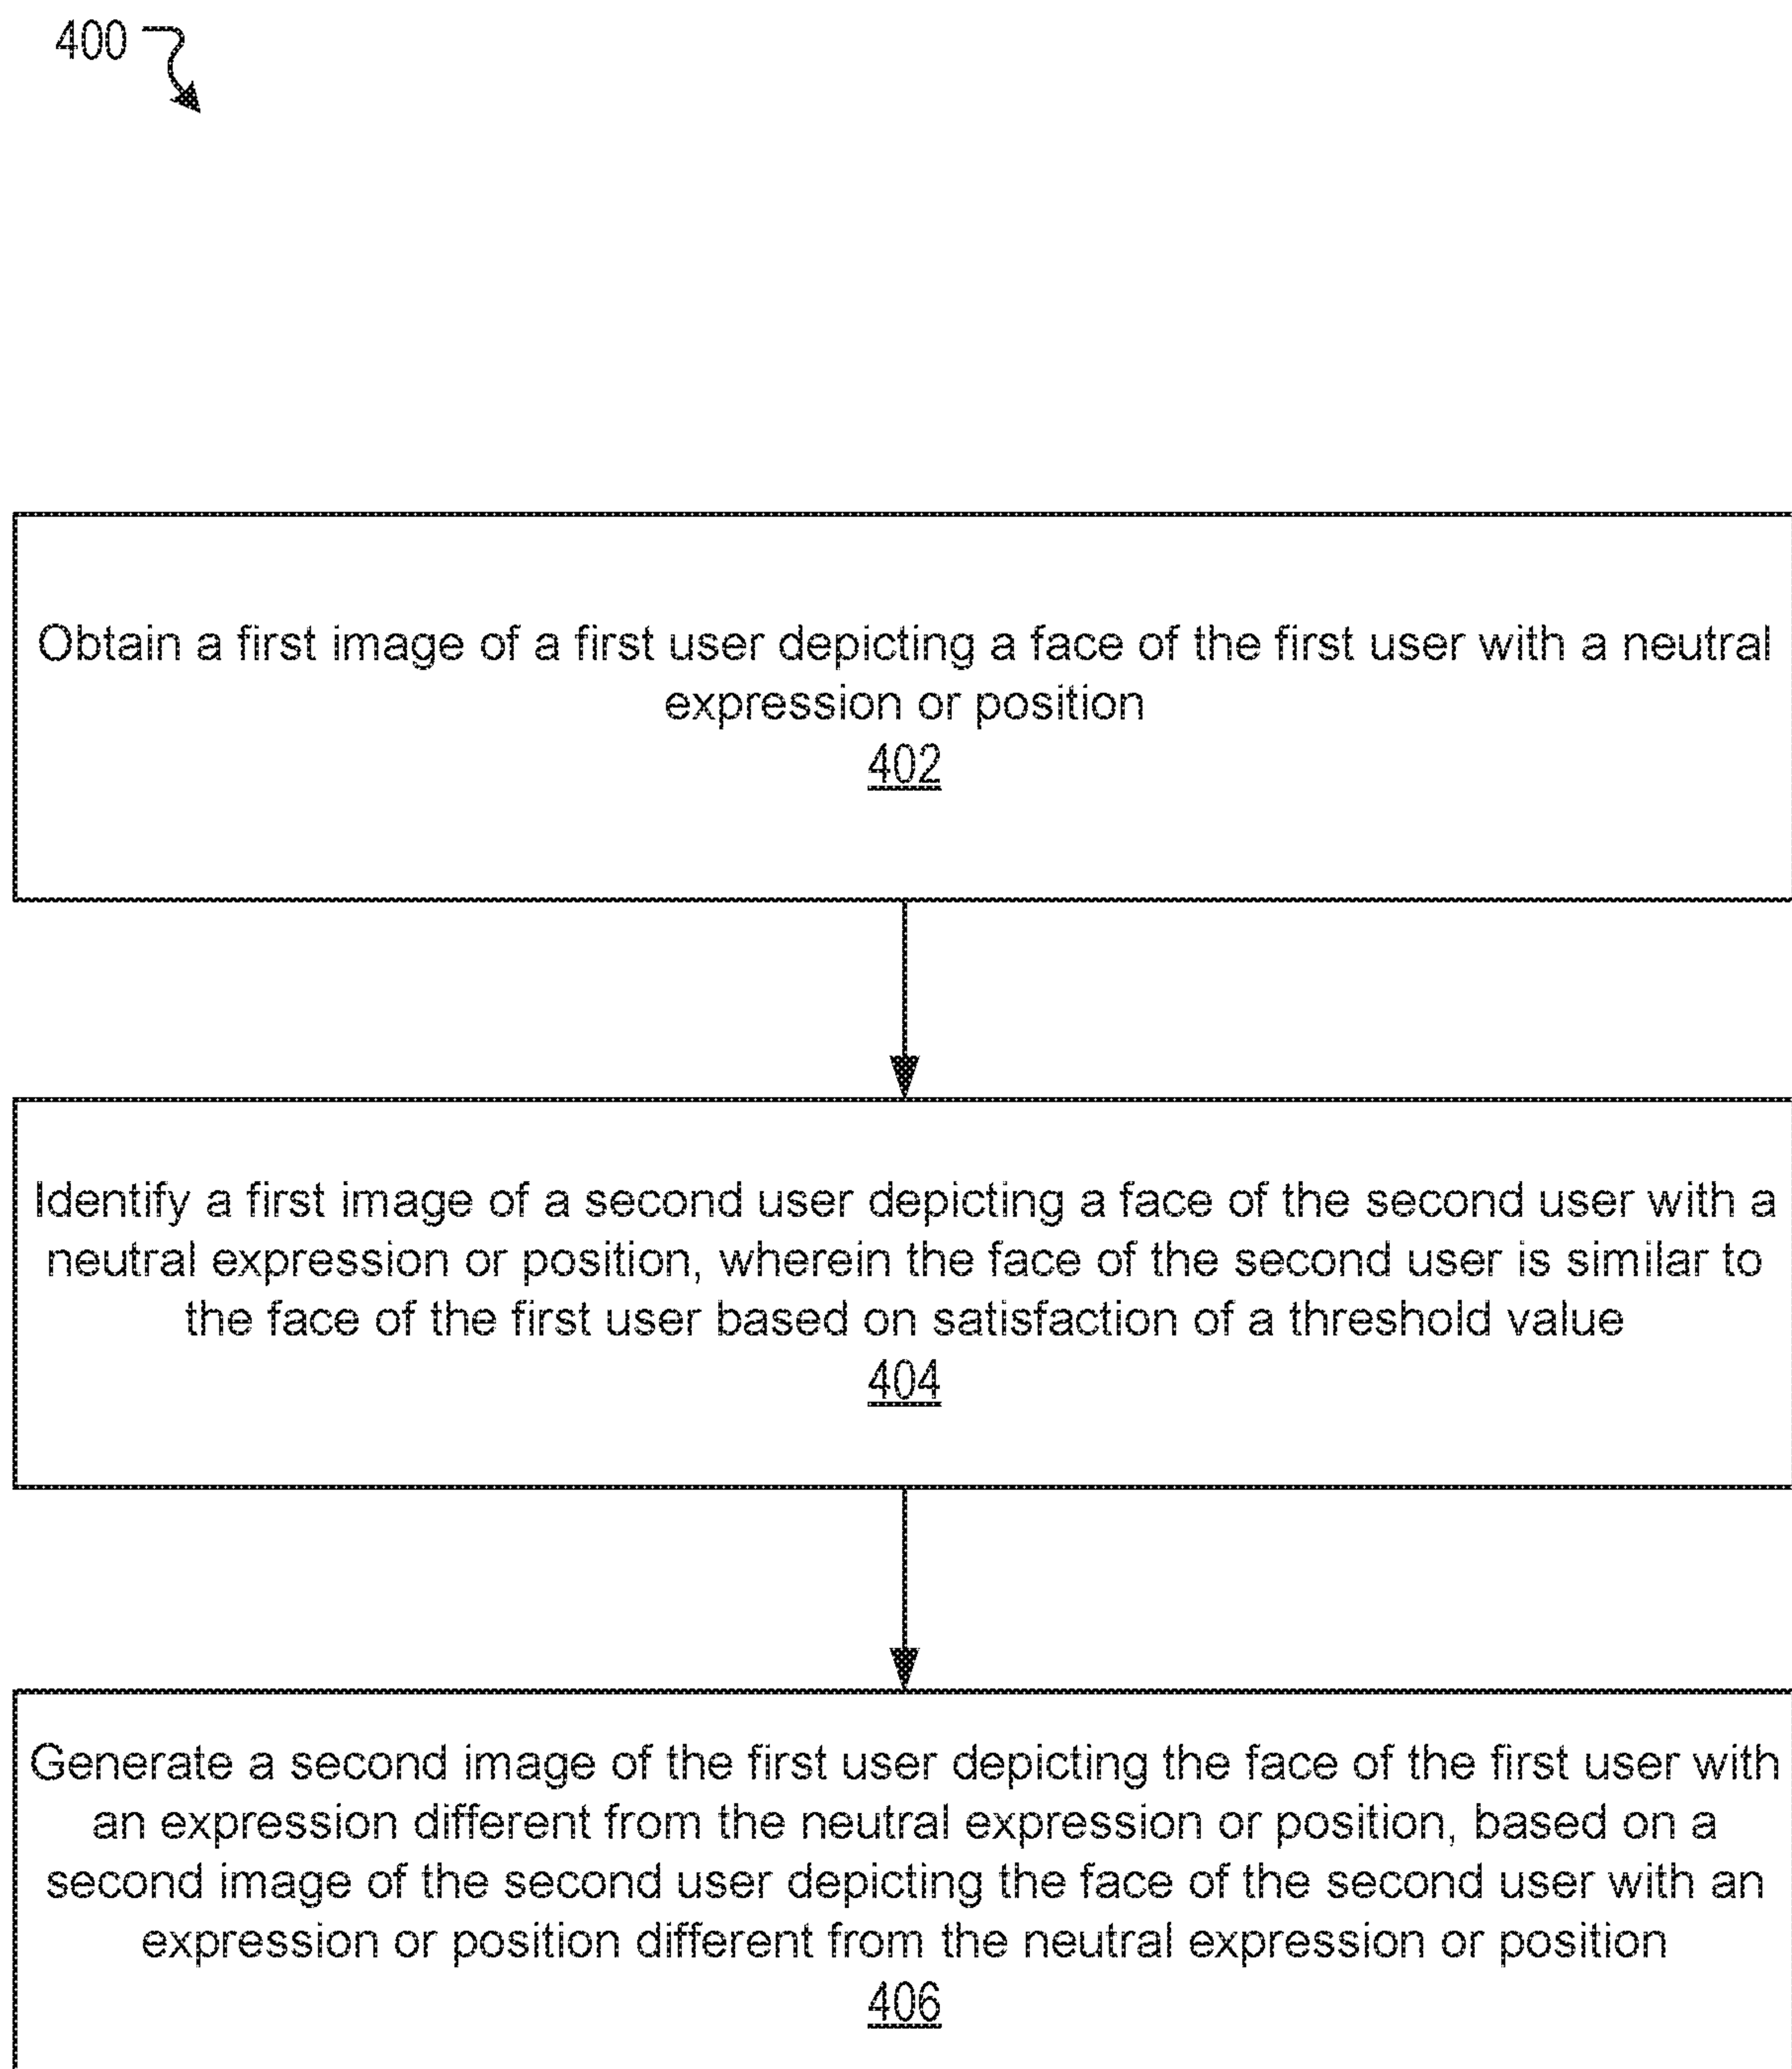 400
Obtain a first image of a first user depicting a face of the first user with a neutral
expression or position
402
Identify a first image of a second user depicting a face of the second user with a
neutral expression or position, wherein the face of the second user is similar to
the face of the first user based on satisfaction of a threshold value
404
Generate a second image of the first user depicting the face of the first user with
an expression different from the neutral expression or position, based on a
second image of the second user depicting the face of the second user with an
expression or position different from the neutral expression or position
406